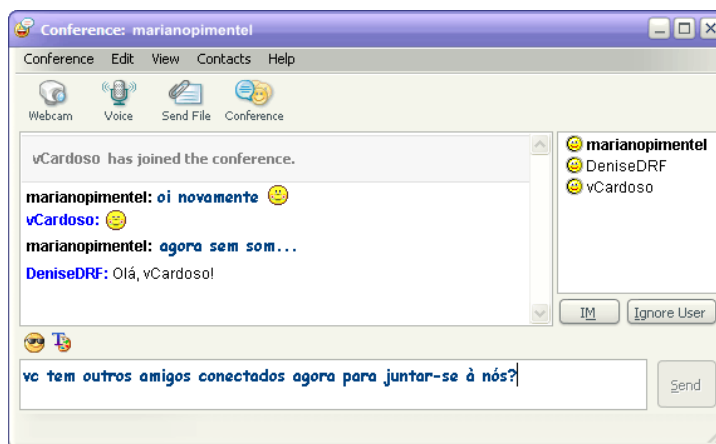 Conference: marianopimentel
Conference Edit View Contacts Help
Webcam Voice Send File Conference
vCardoso has joined the conference.
marianopimentel: oi novamente
vCardoso:
marianopimentel: agora sem som...
DeniseDRF: Olá, vCardoso!
marianopimentel
DeniseDRF
vCardoso
IM Ignore User
vc tem outros amigos conectados agora para juntar-se à nós?
Send